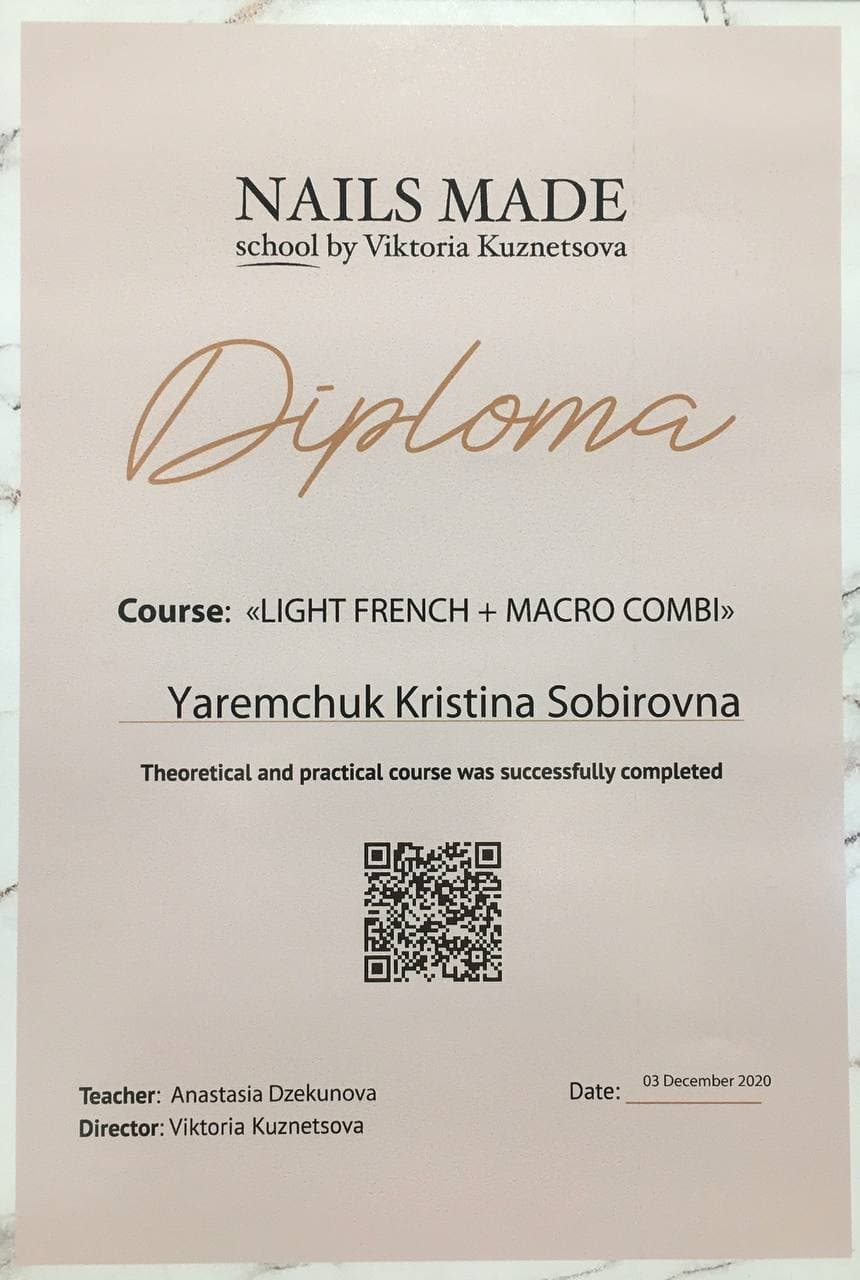 NAILS MADE
school by Viktoria Kuznetsova
Diploma
Course: «LIGHT FRENCH + MACRO COMBI»
Yaremchuk Kristina Sobirovna
Theoretical and practical course was successfully completed
Teacher: Anastasia Dzekunova
Director: Viktoria Kuznetsova
Date: 03 December 2020